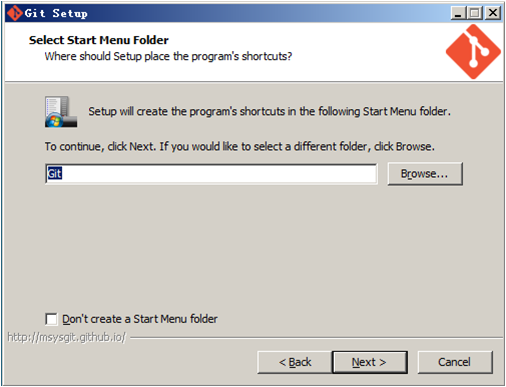 Git Setup
Select Start Menu Folder
Where should Setup place the program's shortcuts?
Setup will create the program's shortcuts in the following Start Menu folder.
To continue, click Next. If you would like to select a different folder, click Browse.
Git
Browse...
Don't create a Start Menu folder
http://msysgit.github.io/
< Back
Next >
Cancel